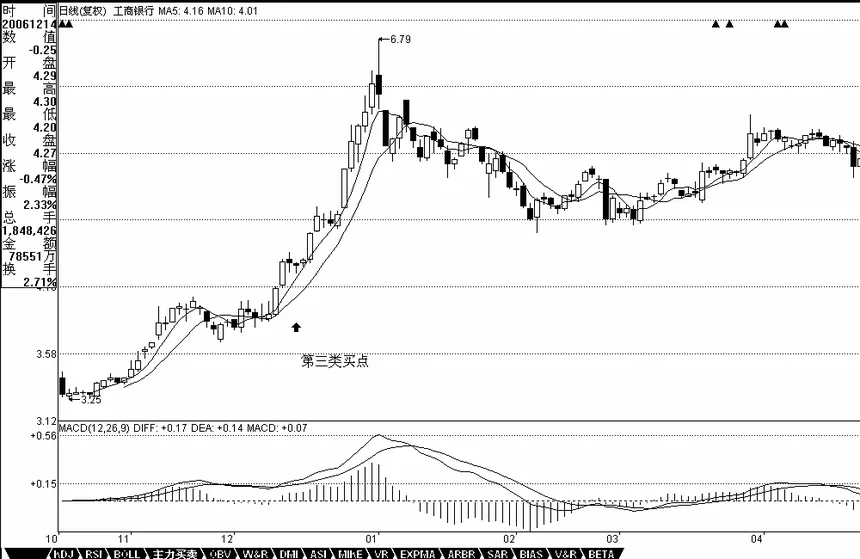 时 间 日线(复权) 工商银行 MA5: 4.16 MA10: 4.01
20061214
数 值
-0.25
开 盘
4.29
最 高
4.30
最 低
4.20
收 盘
4.27
涨 幅
-0.47%
振 幅
2.33%
总 手
1,848,426
金 额
78551万
换 手
2.71%
6.79
3.58
第三类买点
3.25
3.12
MACD(12,26,9) DIFF: +0.17 DEA: +0.14 MACD: +0.07
+0.56
+0.15
10 11 12 01 02 03 04
KDJ RSI BOLL 主力买卖 OBV W&R DMI ASI MIKE VR EXPMA ARBR SAR BIAS V&R BETA